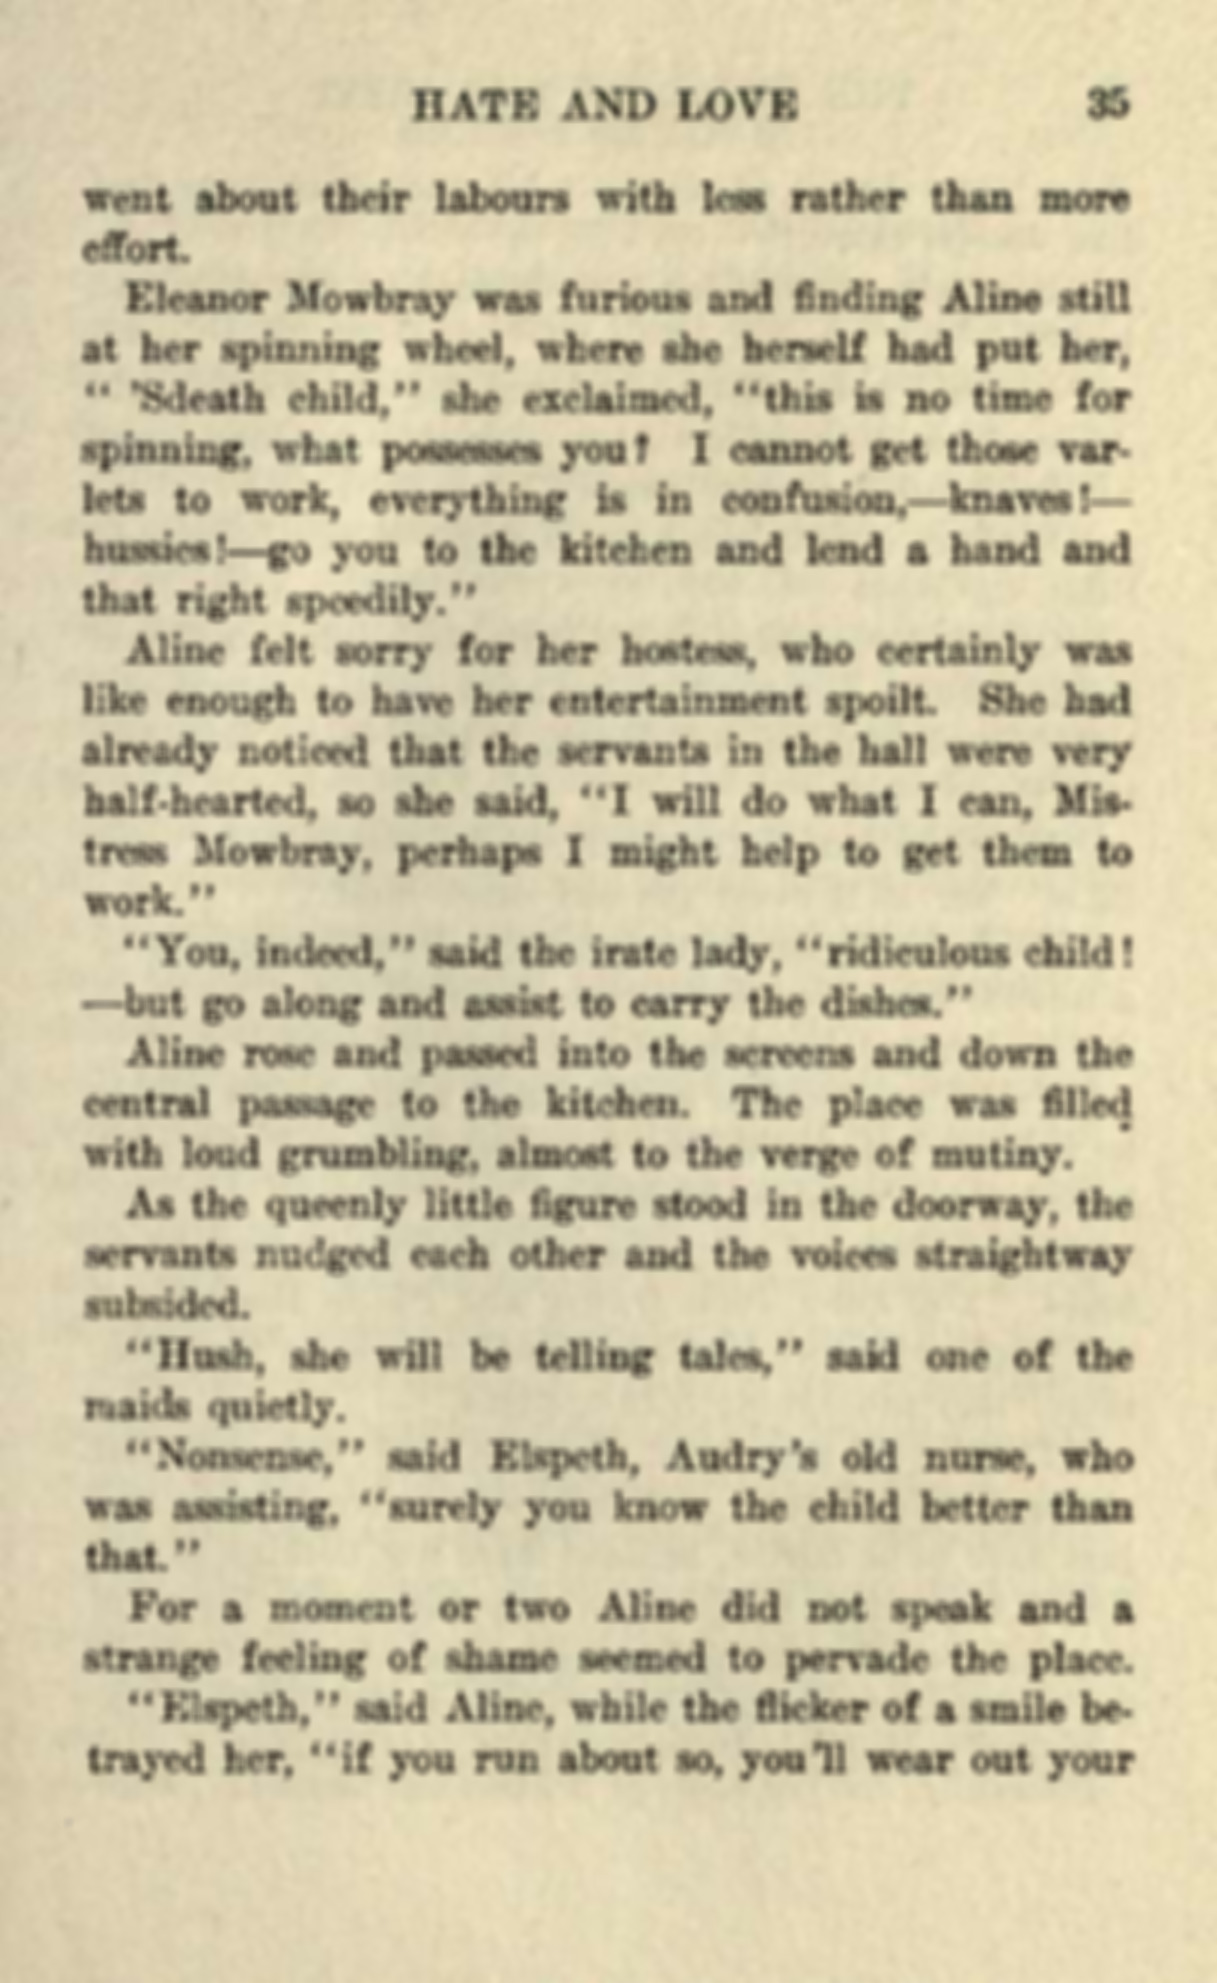 HATE AND LOVE 35
went about their labours with less rather than more
effort.
Eleanor Mowbray was furious and finding Aline still
at her spinning wheel, where she herself had put her,
" 'Sdeath child," she exclaimed, "this is no time for
spinning, what possesses you? I cannot get those var-
lets to work, everything is in confusion,—knaves!—
hussies!—go you to the kitchen and lend a hand and
that right speedily."
Aline felt sorry for her hostess, who certainly was
like enough to have her entertainment spoilt. She had
already noticed that the servants in the hall were very
half-hearted, so she said, "I will do what I can, Mis-
tress Mowbray, perhaps I might help to get them to
work."
"You, indeed," said the irate lady, "ridiculous child!
—but go along and assist to carry the dishes."
Aline rose and passed into the screens and down the
central passage to the kitchen. The place was filled
with loud grumbling, almost to the verge of mutiny.
As the queenly little figure stood in the doorway, the
servants nudged each other and the voices straightway
subsided.
"Hush, she will be telling tales," said one of the
maids quietly.
"Nonsense," said Elspeth, Audry's old nurse, who
was assisting, "surely you know the child better than
that."
For a moment or two Aline did not speak and a
strange feeling of shame seemed to pervade the place.
"Elspeth," said Aline, while the flicker of a smile be-
trayed her, "if you run about so, you'll wear out your